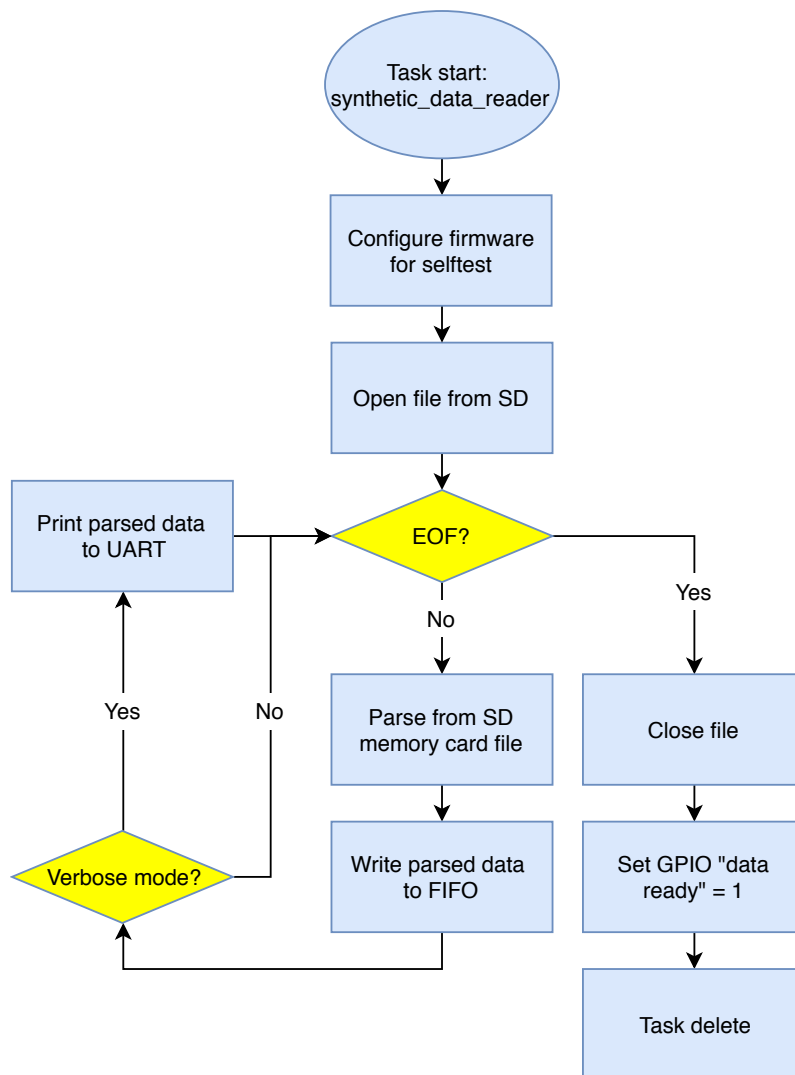 Task start:
synthetic_data_reader
Configure firmware
for selftest
Open file from SD
Print parsed data
to UART
EOF?
Yes
No
Yes
No
Parse from SD
memory card file
Close file
Verbose mode?
Write parsed data
to FIFO
Set GPIO "data
ready" = 1
Task delete